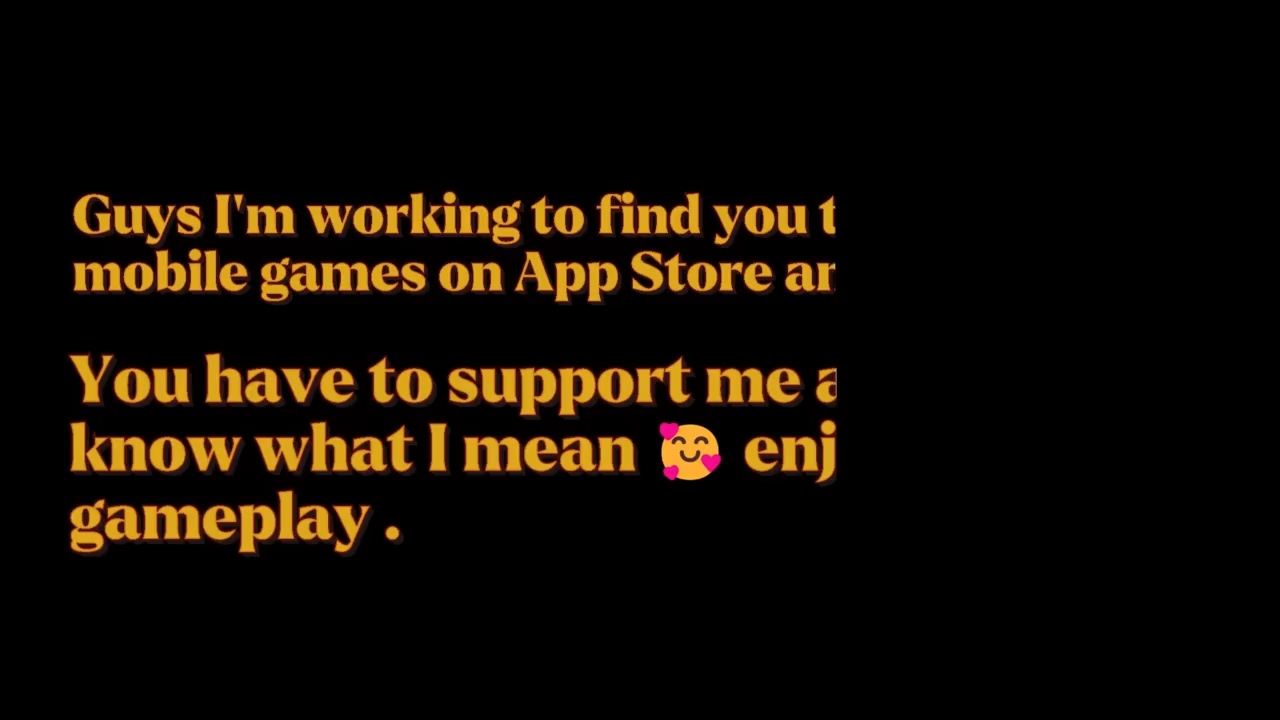 Guys I'm working to find you t
mobile games on App Store an
You have to support me a
know what I mean 🥰 enj
gameplay .